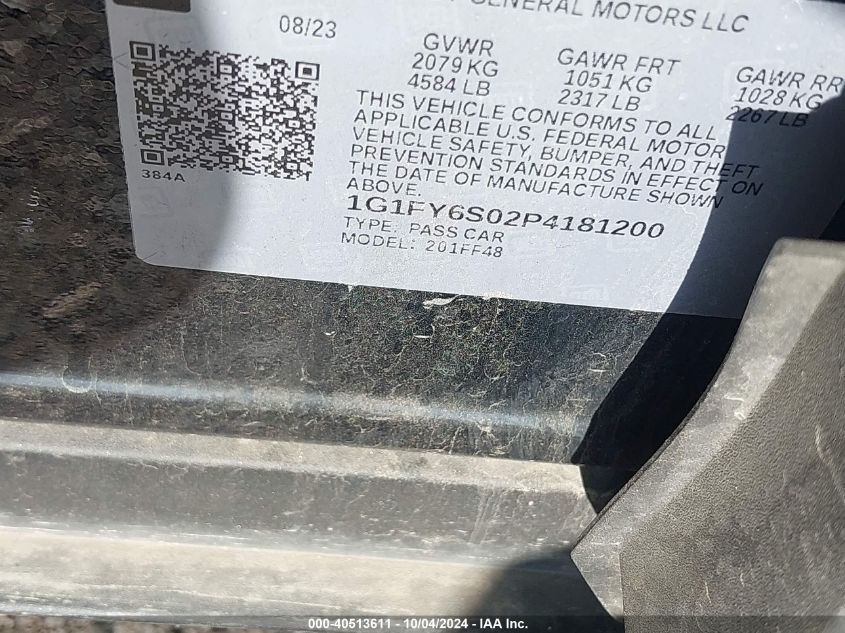 GENERAL MOTORS LLC
08/23
GVWR
2079 KG
4584 LB
GAWR FRT
1051 KG
2317 LB
GAWR RR
1028 KG
2267 LB
THIS VEHICLE CONFORMS TO ALL
APPLICABLE U.S. FEDERAL MOTOR
VEHICLE SAFETY, BUMPER, AND THEFT
PREVENTION STANDARDS IN EFFECT ON
THE DATE OF MANUFACTURE SHOWN
ABOVE.
384A
1G1FY6S02P4181200
TYPE: PASS CAR
MODEL: 201FF48
--- 40513611 - 10/04/2024 --- IAA Inc.